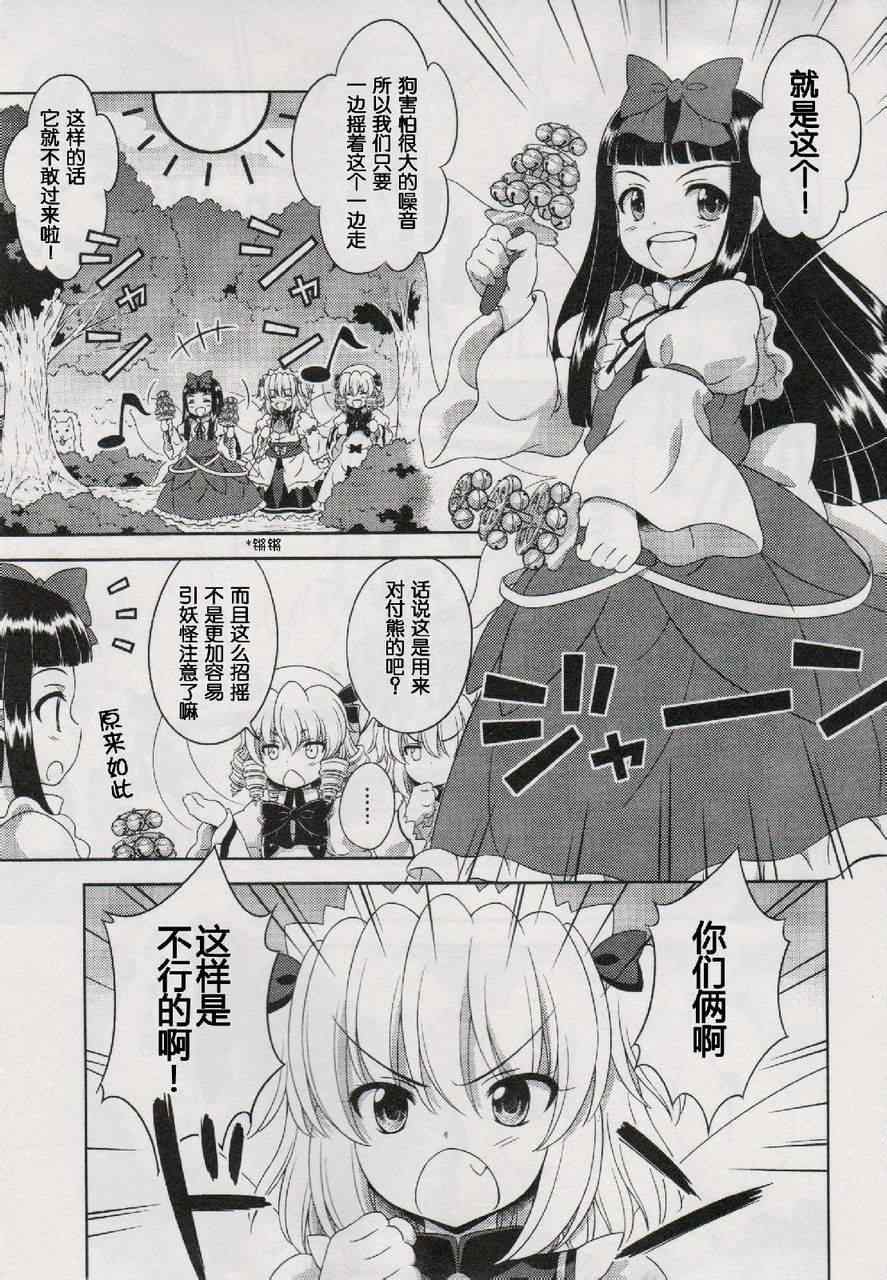 就是这个！
狗害怕很大的噪音
所以我们只要
一边摇着这个 一边走
这样的话
它就不敢过来啦！
シャン
シャン
*锵锵
シャン
话说这是用来
对付熊的吧？
而且这么招摇
不是更加容易
引妖怪注意了嘛
……
原来如此
你们俩啊
这样是
不行的啊！
ドン